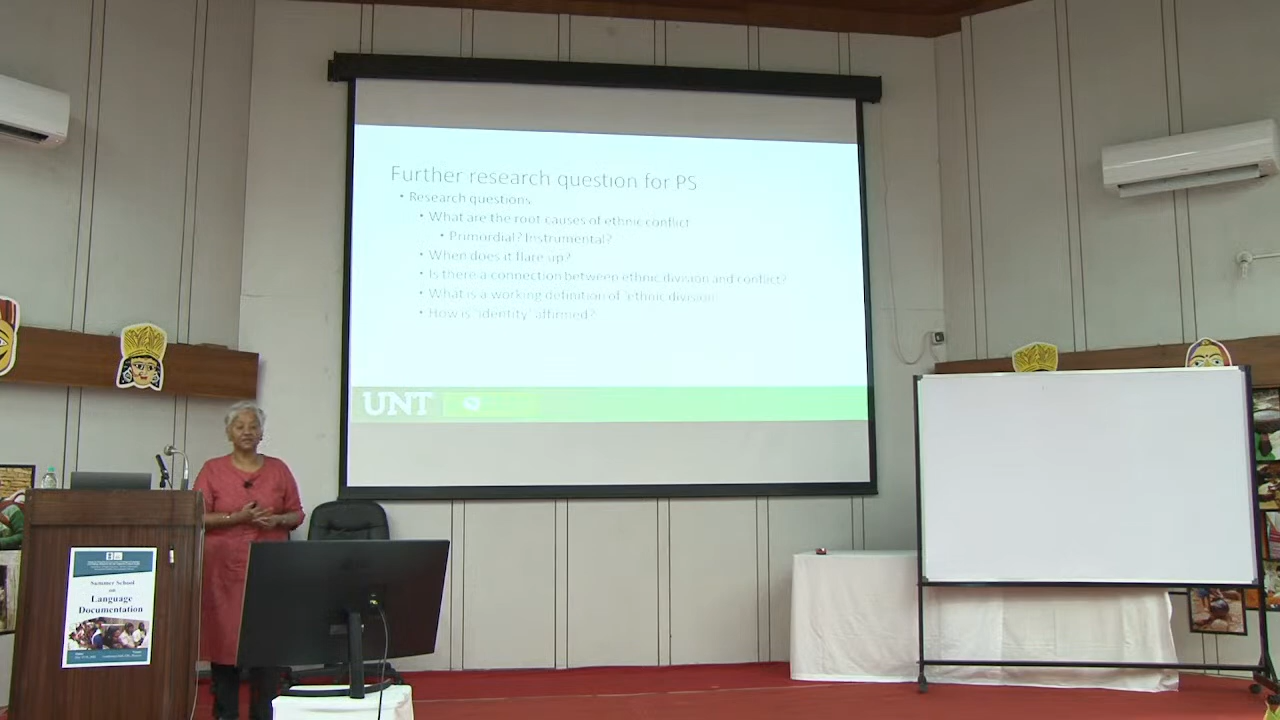 Further research question for PS
• Research questions
• What are the root causes of ethnic conflict
• Primordial? Instrumental?
• When does it flare up?
• Is there a connection between ethnic division and conflict?
• What is a working definition of 'ethnic division
• How is 'identity' affirmed?
UNT
Summer School
on
Language
Documentation